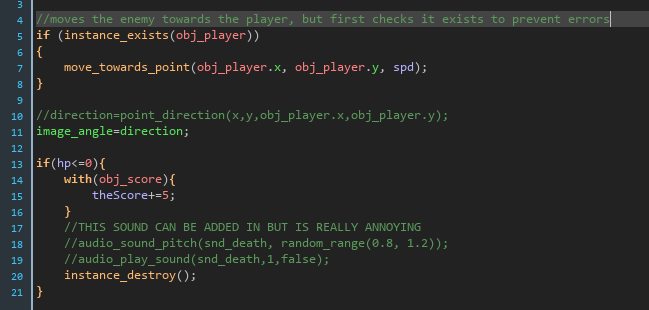 3
4 //moves the enemy towards the player, but first checks it exists to prevent errors
5 if (instance_exists(obj_player))
6 {
7     move_towards_point(obj_player.x, obj_player.y, spd);
8 }
9
10 //direction=point_direction(x,y,obj_player.x,obj_player.y);
11 image_angle=direction;
12
13 if(hp<=0){
14     with(obj_score){
15         theScore+=5;
16     }
17     //THIS SOUND CAN BE ADDED IN BUT IS REALLY ANNOYING
18     //audio_sound_pitch(snd_death, random_range(0.8, 1.2));
19     //audio_play_sound(snd_death,1,false);
20     instance_destroy();
21 }